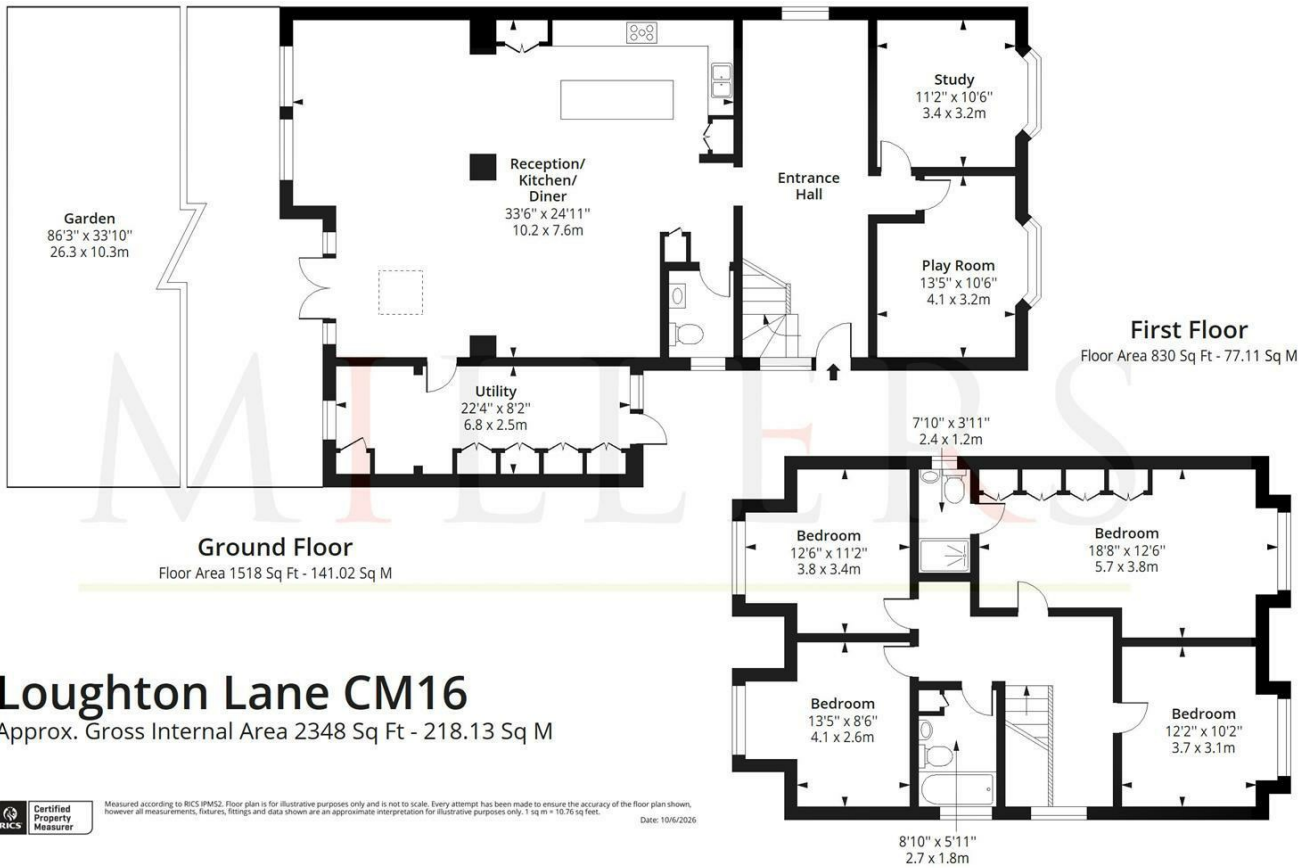 Garden
86'3" x 33'10"
26.3 x 10.3m
Reception/
Kitchen/
Diner
33'6" x 24'11"
10.2 x 7.6m
Entrance
Hall
Study
11'2" x 10'6"
3.4 x 3.2m
Play Room
13'5" x 10'6"
4.1 x 3.2m
Utility
22'4" x 8'2"
6.8 x 2.5m
First Floor
Floor Area 830 Sq Ft - 77.11 Sq M
MILLERS
Ground Floor
Floor Area 1518 Sq Ft - 141.02 Sq M
7'10" x 3'11"
2.4 x 1.2m
Bedroom
12'6" x 11'2"
3.8 x 3.4m
Bedroom
18'8" x 12'6"
5.7 x 3.8m
Bedroom
13'5" x 8'6"
4.1 x 2.6m
Bedroom
12'2" x 10'2"
3.7 x 3.1m
8'10" x 5'11"
2.7 x 1.8m
Loughton Lane CM16
Approx. Gross Internal Area 2348 Sq Ft - 218.13 Sq M
RICS
Certified
Property
Measurer
Measured according to RICS IPMS2. Floor plan is for illustrative purposes only and is not to scale. Every attempt has been made to ensure the accuracy of the floor plan shown,
however all measurements, fixtures, fittings and data shown are an approximate interpretation for illustrative purposes only. 1 sq m = 10.76 sq feet.
Date: 10/6/2026